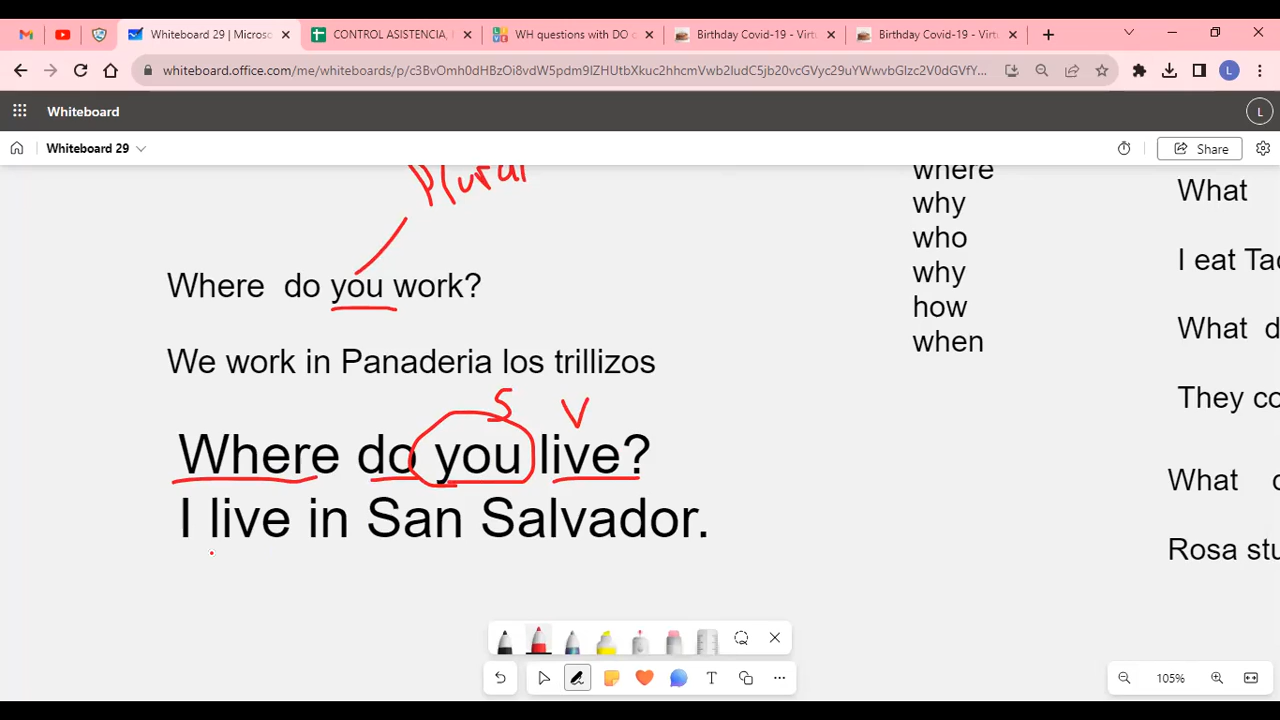 Whiteboard 29 | Microso
CONTROL ASISTENCIA,
WH questions with DO o
Birthday Covid-19 - Virtu
Birthday Covid-19 - Virtu
Whiteboard
L
Whiteboard 29
Share
Plural
Where do you work?
We work in Panaderia los trillizos
S V
Where do you live?
I live in San Salvador.
where
why
who
why
how
when
What
I eat Tac
What d
They co
What
Rosa stu
105%